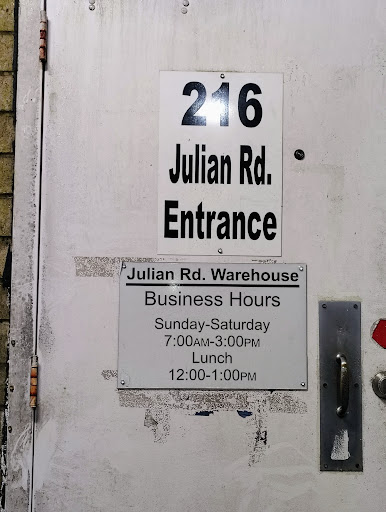 216
Julian Rd.
Entrance
Julian Rd. Warehouse
Business Hours
Sunday-Saturday
7:00AM-3:00PM
Lunch
12:00-1:00PM